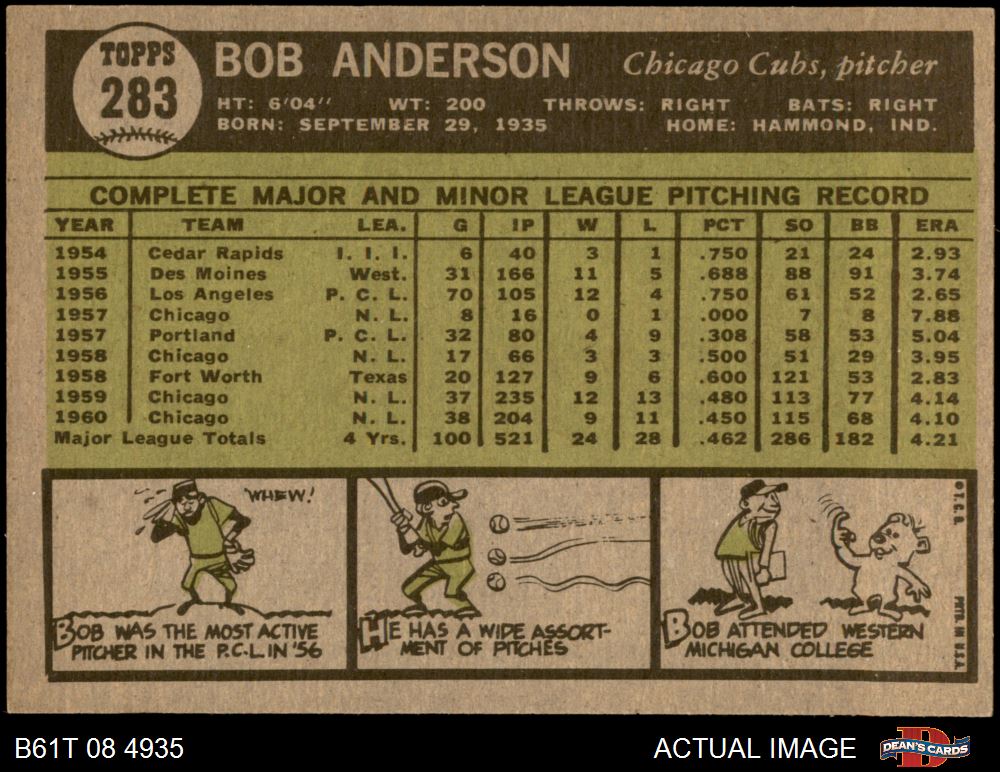 TOPPS
283
BOB ANDERSON Chicago Cubs, pitcher
HT: 6'04" WT: 200 THROWS: RIGHT BATS: RIGHT
BORN: SEPTEMBER 29, 1935 HOME: HAMMOND, IND.
COMPLETE MAJOR AND MINOR LEAGUE PITCHING RECORD
YEAR TEAM LEA. G IP W L PCT SO BB ERA
1954 Cedar Rapids I. I. I. 6 40 3 1 .750 21 24 2.93
1955 Des Moines West. 31 166 11 5 .688 88 91 3.74
1956 Los Angeles P. C. L. 70 105 12 4 .750 61 52 2.65
1957 Chicago N. L. 8 16 0 1 .000 7 8 7.88
1957 Portland P. C. L. 32 80 4 9 .308 58 53 5.04
1958 Chicago N. L. 17 66 3 3 .500 51 29 3.95
1958 Fort Worth Texas 20 127 9 6 .600 121 53 2.83
1959 Chicago N. L. 37 235 12 13 .480 113 77 4.14
1960 Chicago N. L. 38 204 9 11 .450 115 68 4.10
Major League Totals 4 Yrs. 100 521 24 28 .462 286 182 4.21
"WHEW!
BOB WAS THE MOST ACTIVE
PITCHER IN THE P.C.L. IN '56
HE HAS A WIDE ASSORT-
MENT OF PITCHES
BOB ATTENDED WESTERN
MICHIGAN COLLEGE
© T.C.G. PRTD. IN U.S.A.
B61T 08 4935 ACTUAL IMAGE
DEAN'S CARDS